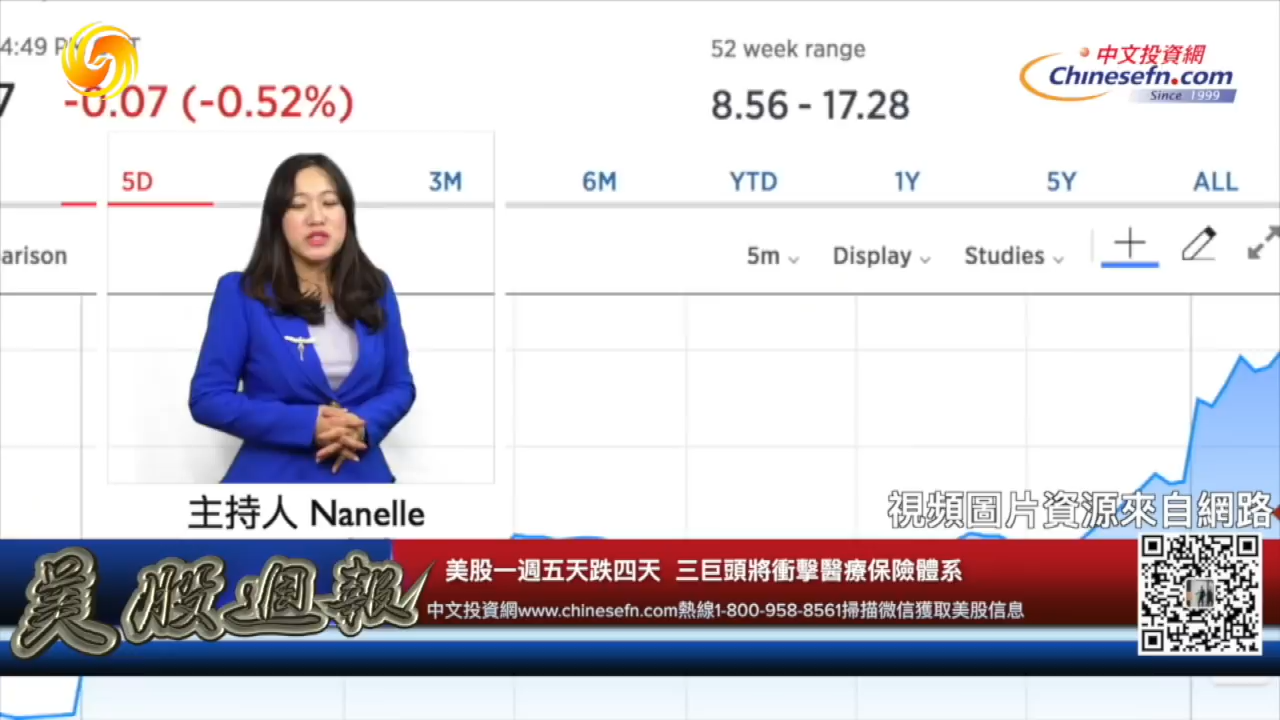 4:49 P
52 week range
中文投資網
Chinesefn.com
Since 1999
7 -0.07 (-0.52%)
8.56 - 17.28
5D 3M 6M YTD 1Y 5Y ALL
arison 5m Display Studies
主持人 Nanelle
視頻圖片資源來自網路
美股週報
美股一週五天跌四天 三巨頭將衝擊醫療保險體系
中文投資網www.chinesefn.com熱線1-800-958-8561掃描微信獲取美股信息